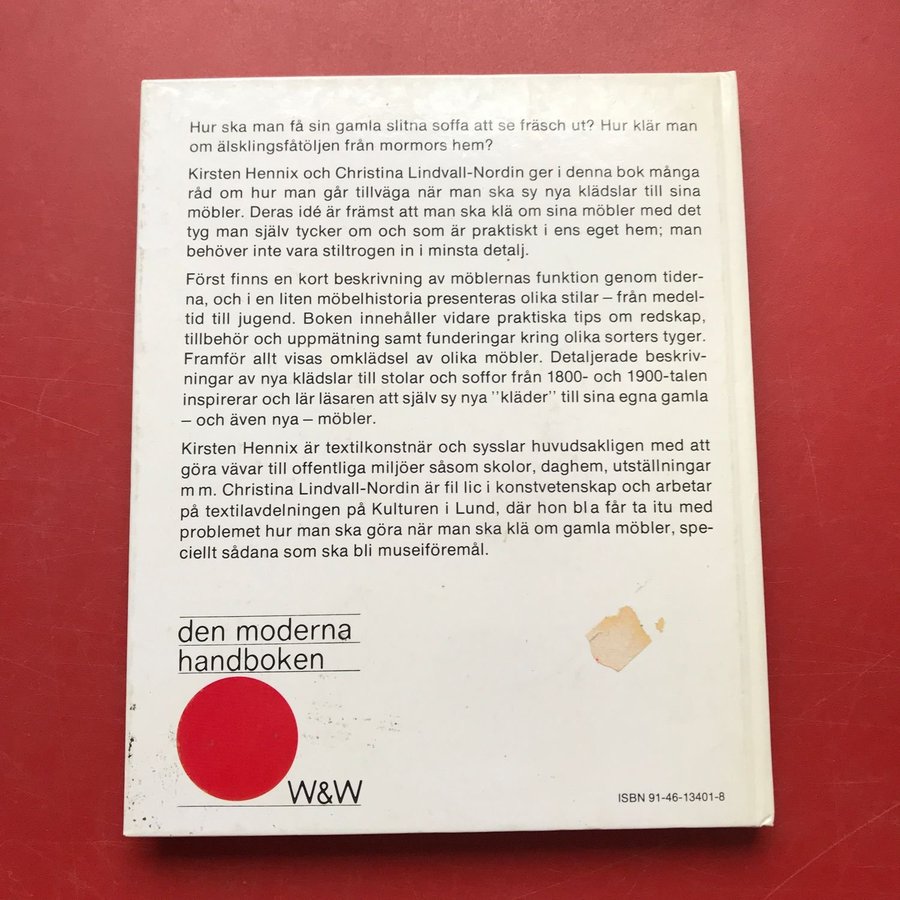 Hur ska man få sin gamla slitna soffa att se fräsch ut? Hur klär man
om älsklingsfåtöljen från mormors hem?
Kirsten Hennix och Christina Lindvall-Nordin ger i denna bok många
råd om hur man går tillväga när man ska sy nya klädslar till sina
möbler. Deras idé är främst att man ska klä om sina möbler med det
tyg man själv tycker om och som är praktiskt i ens eget hem; man
behöver inte vara stiltrogen in i minsta detalj.
Först finns en kort beskrivning av möblernas funktion genom tider-
na, och i en liten möbelhistoria presenteras olika stilar – från medel-
tid till jugend. Boken innehåller vidare praktiska tips om redskap,
tillbehör och uppmätning samt funderingar kring olika sorters tyger.
Framför allt visas omklädsel av olika möbler. Detaljerade beskriv-
ningar av nya klädslar till stolar och soffor från 1800- och 1900-talen
inspirerar och lär läsaren att själv sy nya ”kläder” till sina egna gamla
– och även nya – möbler.
Kirsten Hennix är textilkonstnär och sysslar huvudsakligen med att
göra vävar till offentliga miljöer såsom skolor, daghem, utställningar
m m. Christina Lindvall-Nordin är fil lic i konstvetenskap och arbetar
på textilavdelningen på Kulturen i Lund, där hon bl a får ta itu med
problemet hur man ska göra när man ska klä om gamla möbler, spe-
ciellt sådana som ska bli museiföremål.
den moderna
handboken
W&W
ISBN 91-46-13401-8